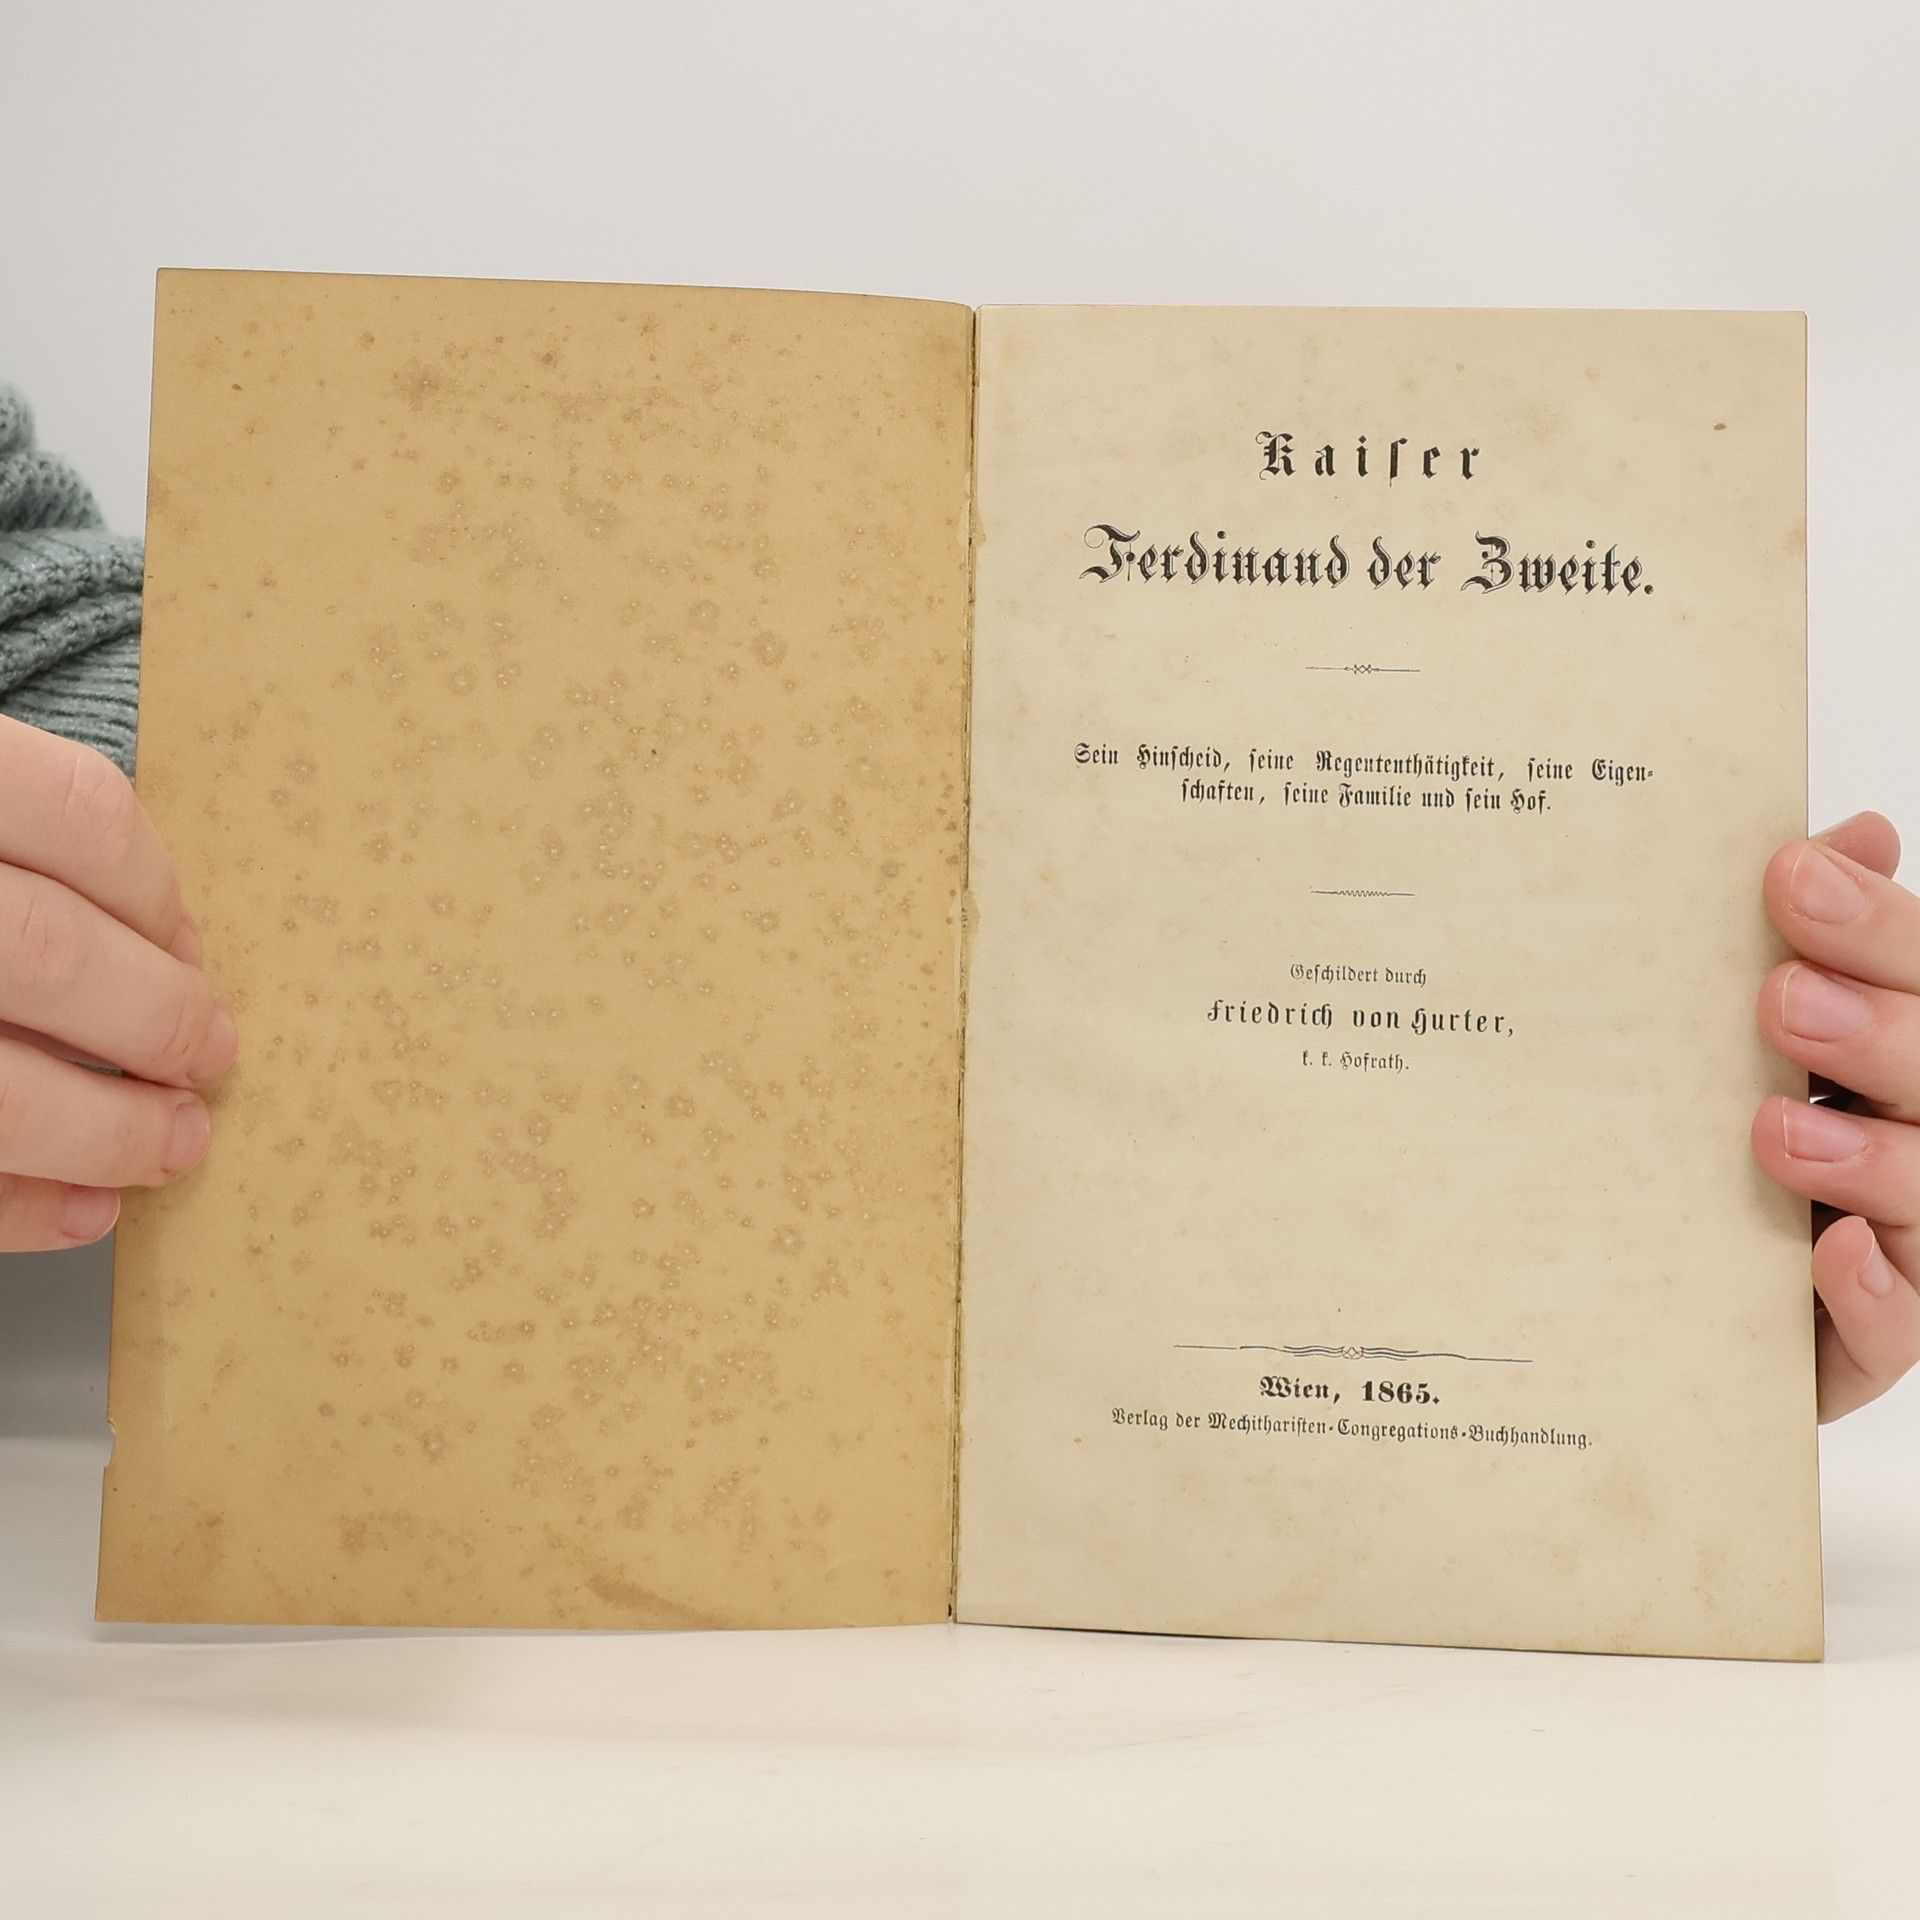 Kaiſer
Ferdinand der Zweite.
Sein Hinſcheid, ſeine Regententhätigkeit, ſeine Eigen-
ſchaften, ſeine Familie und ſein Hof.
Geſchildert durch
Friedrich von Hurter,
k. k. Hofrath.
Wien, 1865.
Verlag der Mechithariſten-Congregations-Buchhandlung.